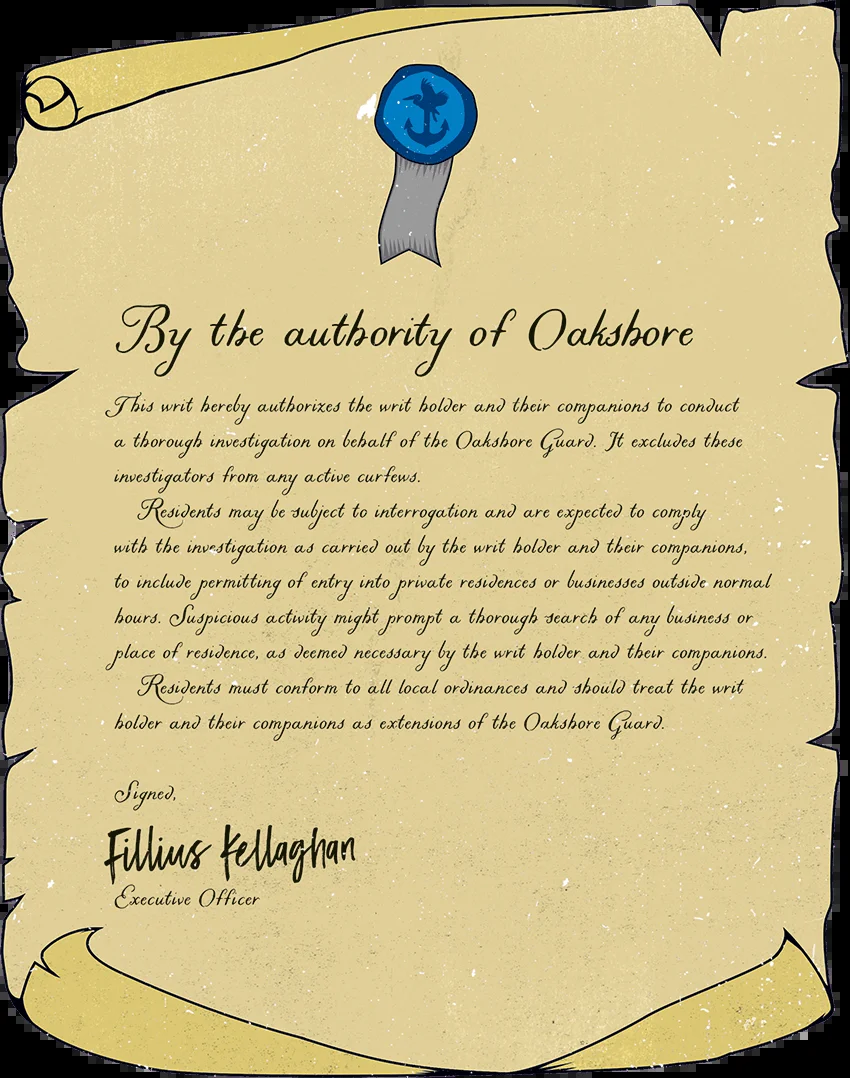 By the authority of Oakshore
This writ hereby authorizes the writ holder and their companions to conduct
a thorough investigation on behalf of the Oakshore Guard. It excludes these
investigators from any active curfews.
Residents may be subject to interrogation and are expected to comply
with the investigation as carried out by the writ holder and their companions,
to include permitting of entry into private residences or businesses outside normal
hours. Suspicious activity might prompt a thorough search of any business or
place of residence, as deemed necessary by the writ holder and their companions.
Residents must conform to all local ordinances and should treat the writ
holder and their companions as extensions of the Oakshore Guard.
Signed,
Fillius Kellaghan
Executive Officer